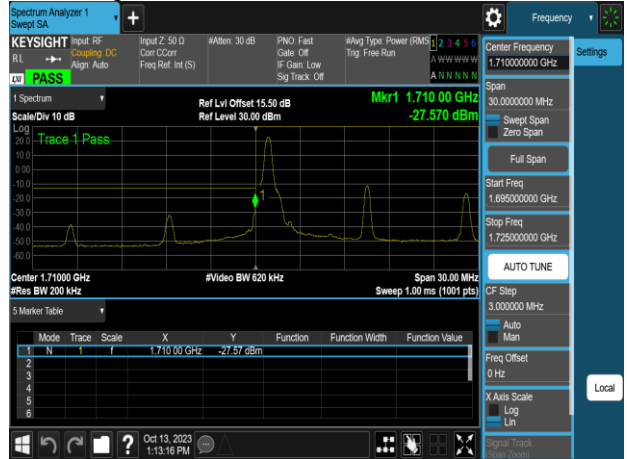 Spectrum Analyzer 1
Swept SA
+
Frequency
KEYSIGHT Input: RF
RL
Coupling: DC
Align: Auto
LXI PASS
Input Z: 50 Ω
Corr CCorr
Freq Ref: Int (S)
#Atten: 30 dB
PNO: Fast
Gate: Off
IF Gain: Low
Sig Track: Off
#Avg Type: Power (RMS
Trig: Free Run
1 2 3 4 5 6
A W W W W W
A N N N N N
1 Spectrum
Scale/Div 10 dB
Ref Lvl Offset 15.50 dB
Ref Level 30.00 dBm
Mkr1 1.710 00 GHz
-27.570 dBm
Log
Trace 1 Pass
20.0
10.0
0.00
-10.0
-20.0
-30.0
-40.0
-50.0
-60.0
1
Center 1.71000 GHz
#Res BW 200 kHz
#Video BW 620 kHz
Span 30.00 MHz
Sweep 1.00 ms (1001 pts)
5 Marker Table
Mode Trace Scale X Y Function Function Width Function Value
1 N 1 f 1.710 00 GHz -27.57 dBm
2
3
4
5
6
Oct 13, 2023
1:13:16 PM
?
Center Frequency
1.710000000 GHz
Settings
Span
30.0000000 MHz
Swept Span
Zero Span
Full Span
Start Freq
1.695000000 GHz
Stop Freq
1.725000000 GHz
AUTO TUNE
CF Step
3.000000 MHz
Auto
Man
Freq Offset
0 Hz
X Axis Scale
Log
Lin
Local
Signal Track
(Span Zoom)